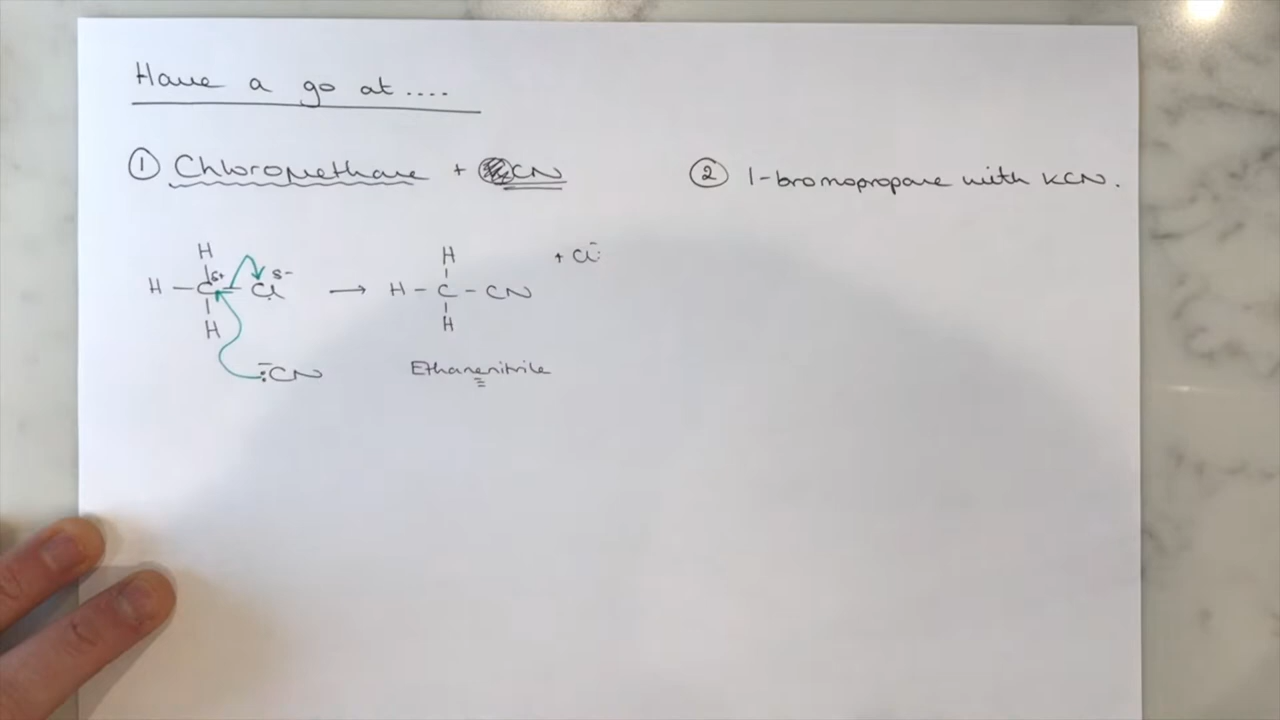 Have a go at....
① Chloromethane + CN
② 1-bromopropane with KCN.
H
H – C δ+ – Cl δ-
H
:⁻CN
→
H
H – C – CN
H
+ Cl:⁻
Ethanenitrile